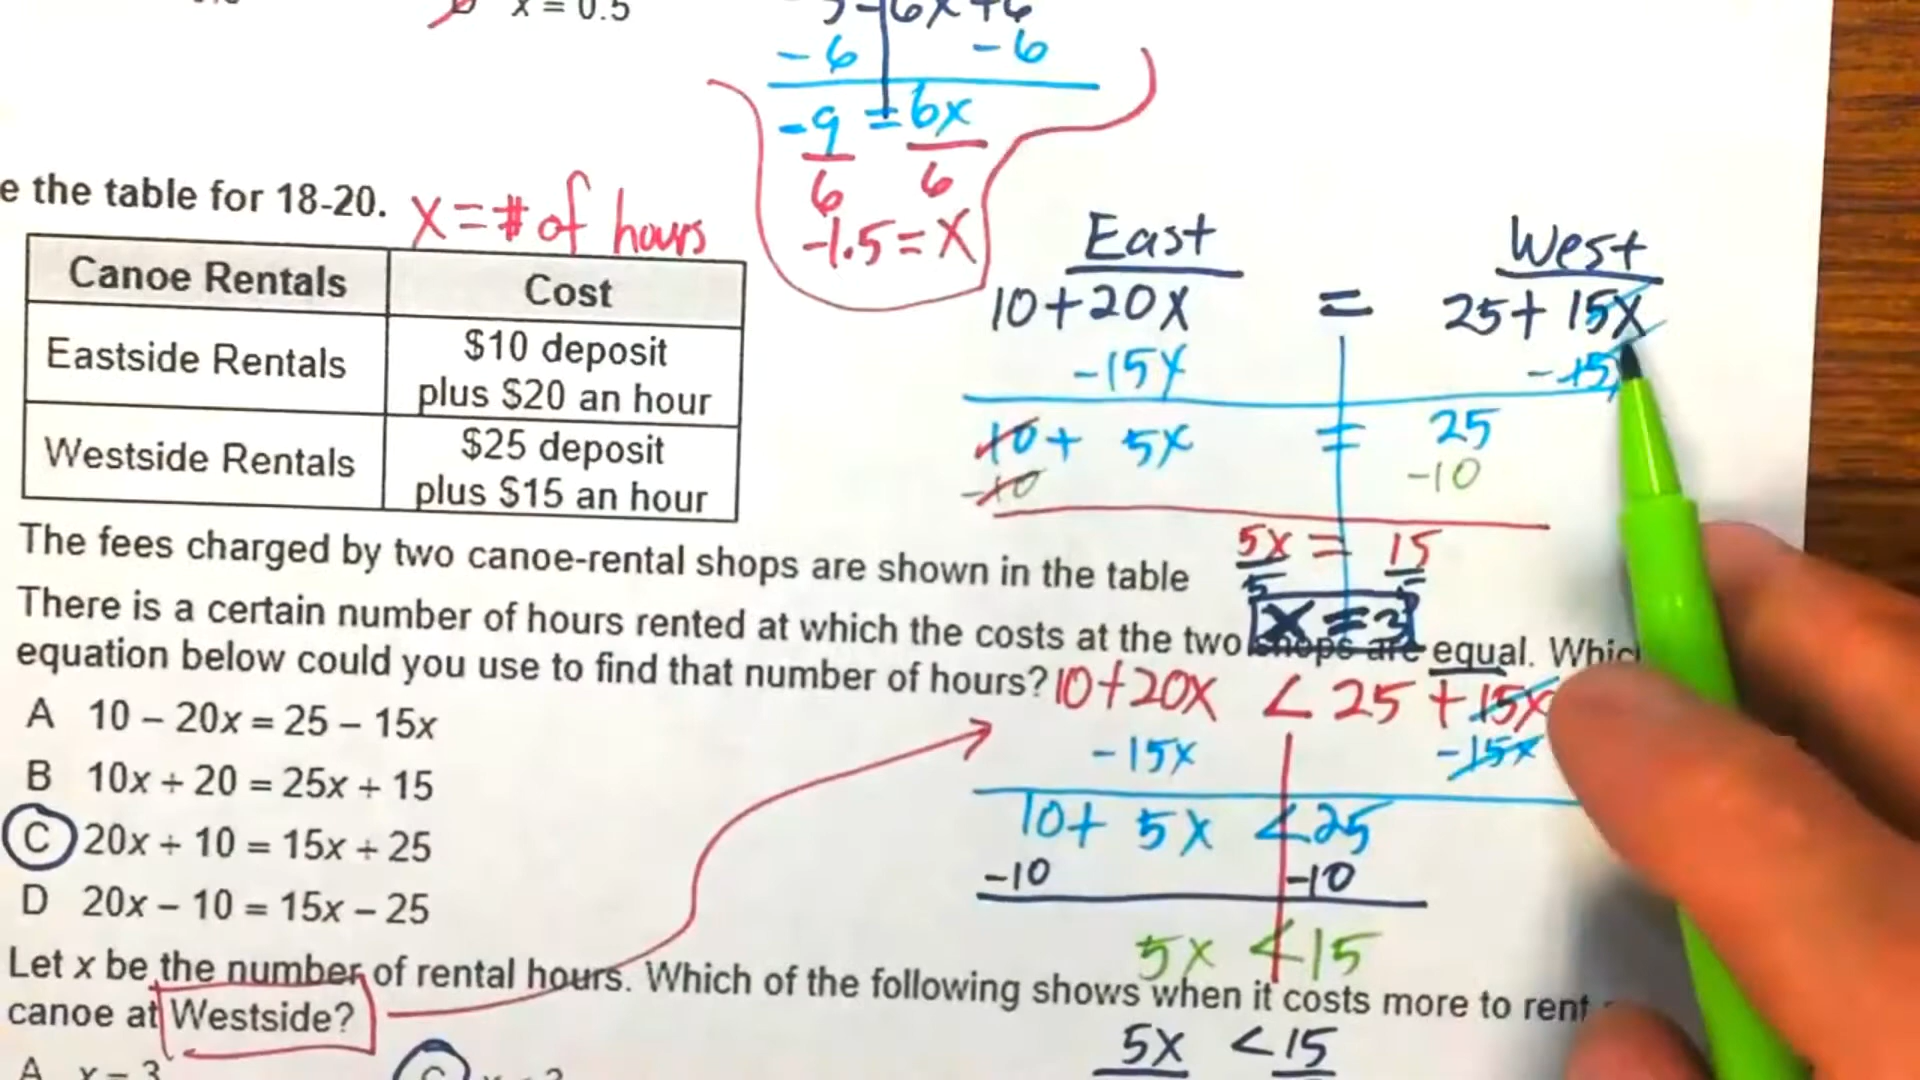 x = 0.5
6x + 6
-6 -6
-9 = 6x
6 6
-1.5 = X
e the table for 18-20.
X = # of hours
Canoe Rentals Cost
Eastside Rentals $10 deposit
plus $20 an hour
Westside Rentals $25 deposit
plus $15 an hour
East West
10+20x = 25+ 15x
-15x -15
10+ 5x = 25
-10 -10
5x = 15
5 5
x = 3
The fees charged by two canoe-rental shops are shown in the table
There is a certain number of hours rented at which the costs at the two shops are equal. Which
equation below could you use to find that number of hours?
A 10 – 20x = 25 – 15x
B 10x + 20 = 25x + 15
C 20x + 10 = 15x + 25
D 20x – 10 = 15x – 25
10+20x < 25 +15x
-15x -15x
10+ 5x < 25
-10 -10
5x < 15
Let x be the number of rental hours. Which of the following shows when it costs more to rent
canoe at Westside?
5x < 15
A x = 3
C